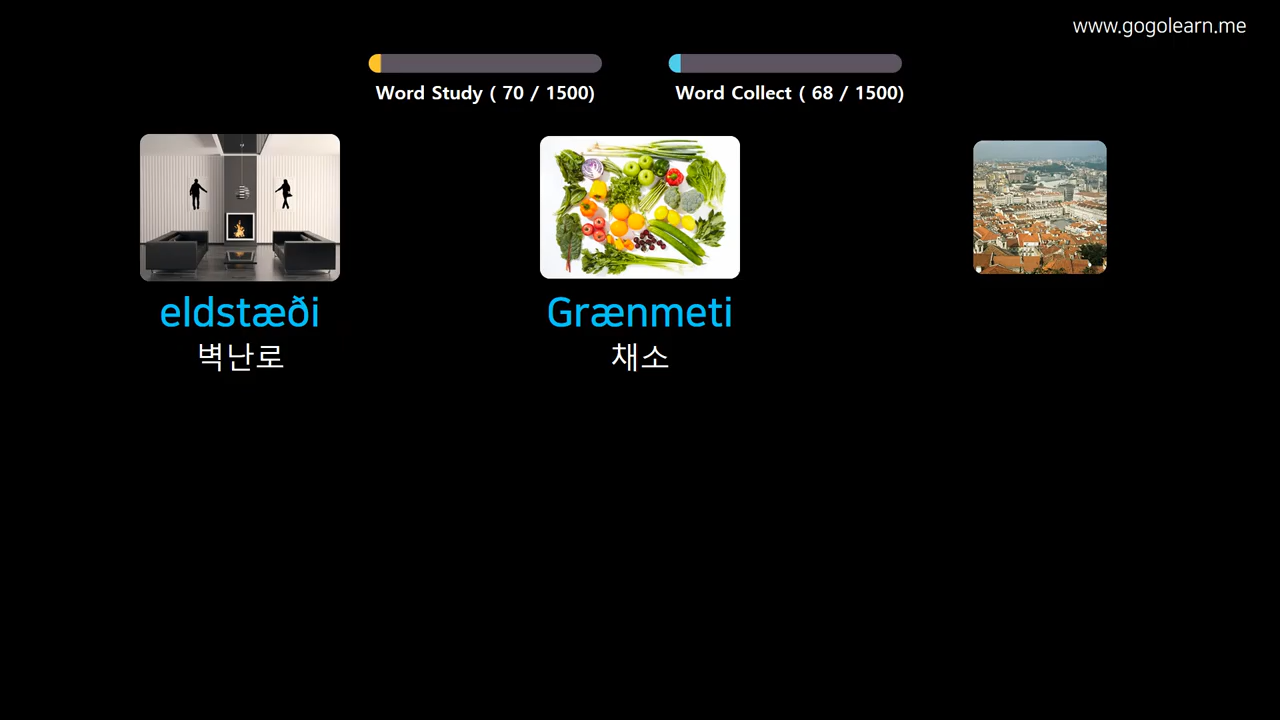 www.gogolearn.me
Word Study ( 70 / 1500)
Word Collect ( 68 / 1500)
eldstæði
벽난로
Grænmeti
채소